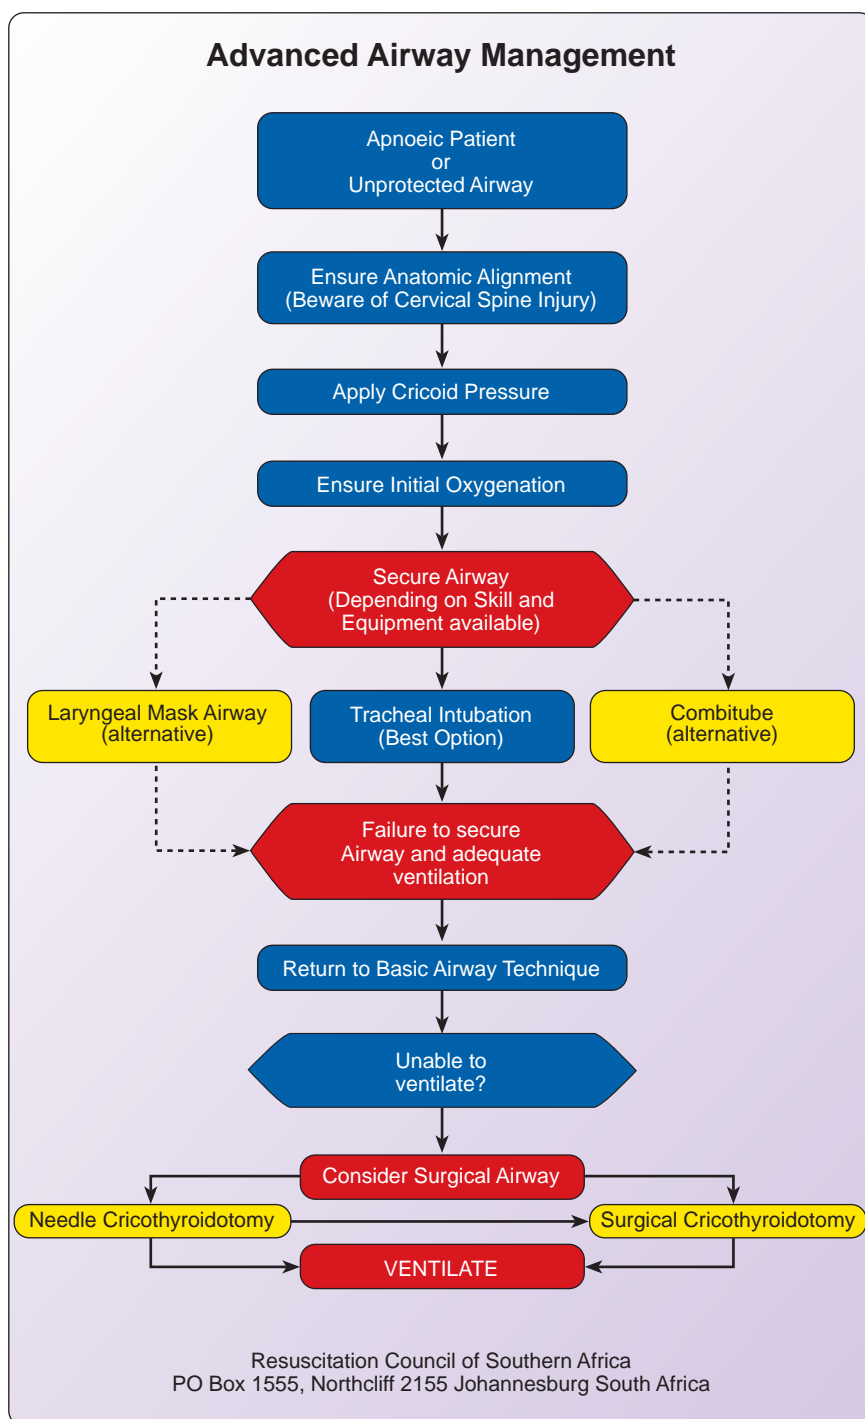 Advanced Airway Management
Apnoeic Patient
or
Unprotected Airway
Ensure Anatomic Alignment
(Beware of Cervical Spine Injury)
Apply Cricoid Pressure
Ensure Initial Oxygenation
Secure Airway
(Depending on Skill and
Equipment available)
Laryngeal Mask Airway
(alternative)
Tracheal Intubation
(Best Option)
Combitube
(alternative)
Failure to secure
Airway and adequate
ventilation
Return to Basic Airway Technique
Unable to
ventilate?
Consider Surgical Airway
Needle Cricothyroidotomy
Surgical Cricothyroidotomy
VENTILATE
Resuscitation Council of Southern Africa
PO Box 1555, Northcliff 2155 Johannesburg South Africa